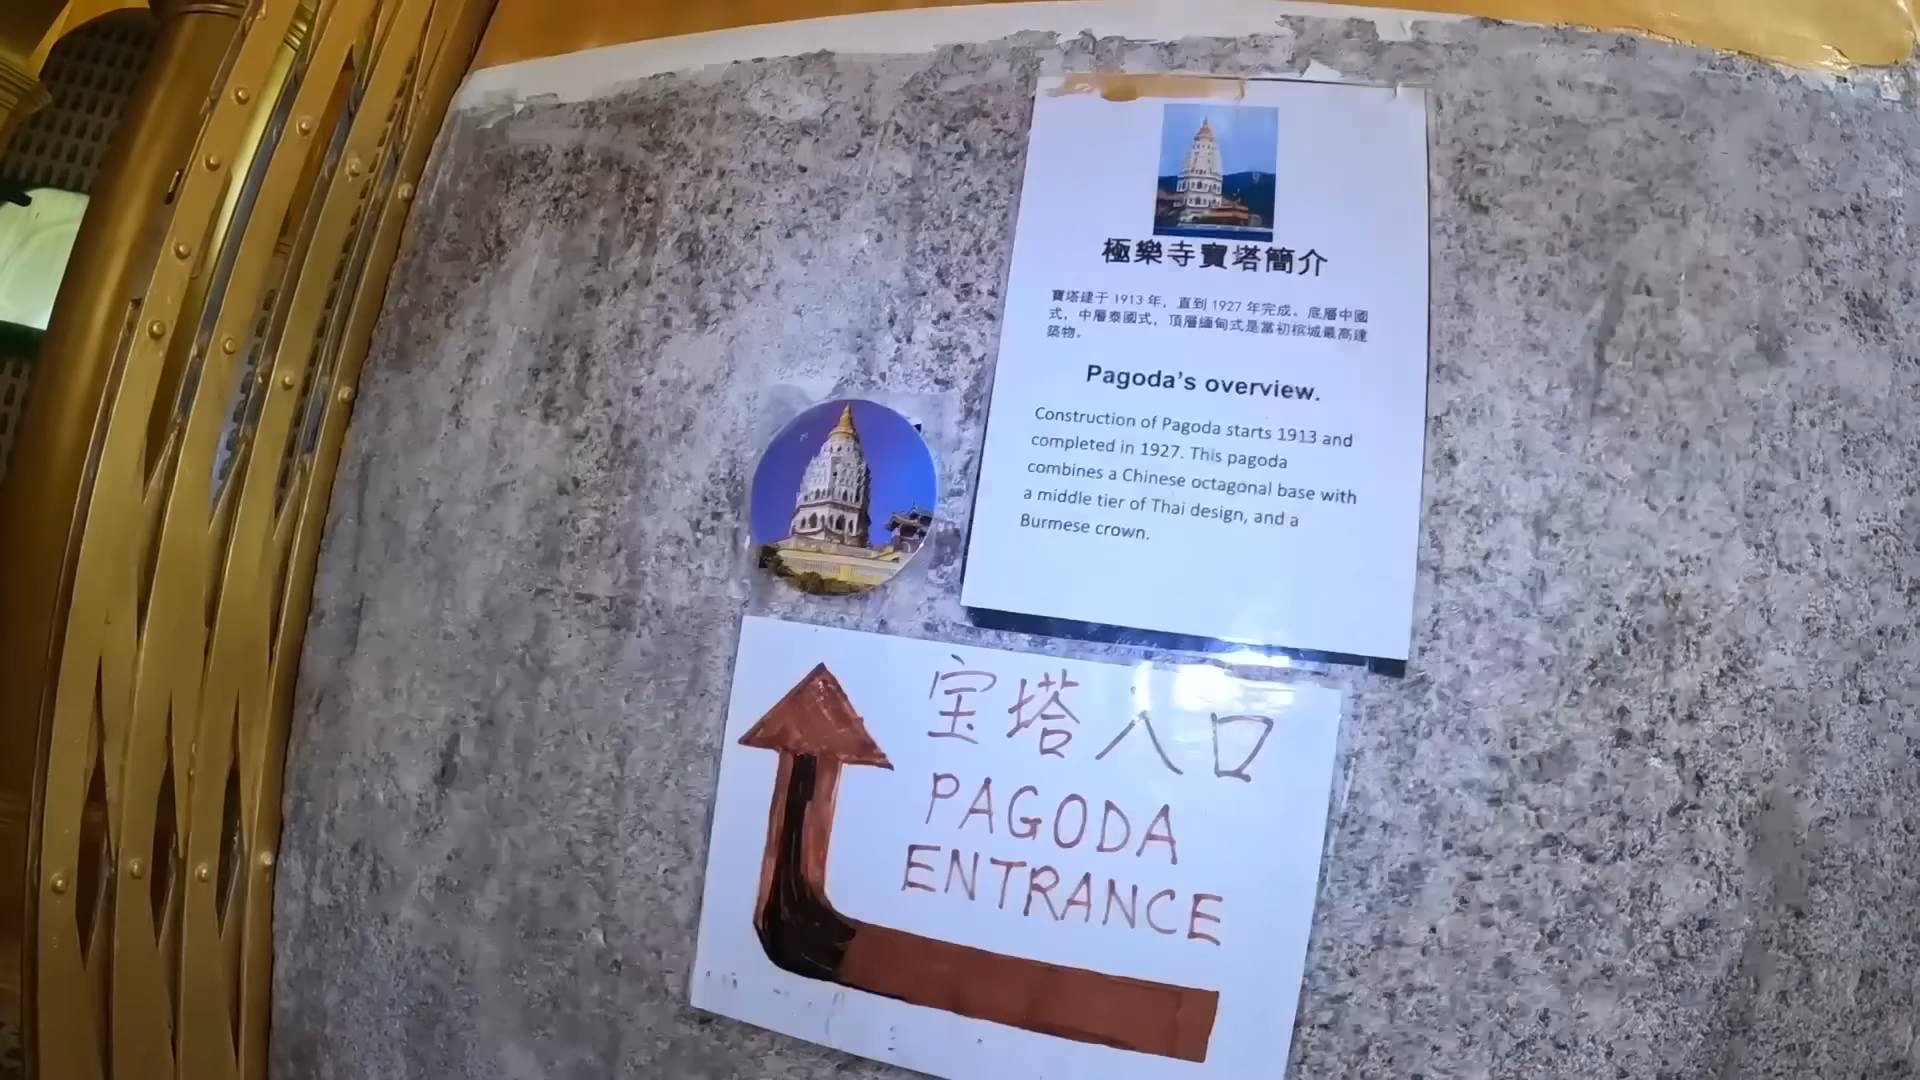 極樂寺寶塔簡介
寶塔建于 1913 年，直到 1927 年完成。底層中國
式，中層泰國式，頂層緬甸式是當初槟城最高建
築物。
Pagoda's overview.
Construction of Pagoda starts 1913 and
completed in 1927. This pagoda
combines a Chinese octagonal base with
a middle tier of Thai design, and a
Burmese crown.
宝塔入口
PAGODA
ENTRANCE